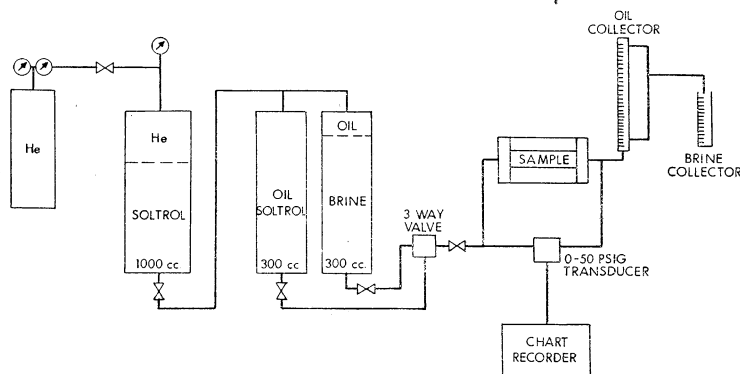 He
He
SOLTROL
1000 cc
OIL
SOLTROL
300 cc
OIL
BRINE
300 cc.
3 WAY
VALVE
SAMPLE
OIL
COLLECTOR
BRINE
COLLECTOR
0-50 PSIG
TRANSDUCER
CHART
RECORDER